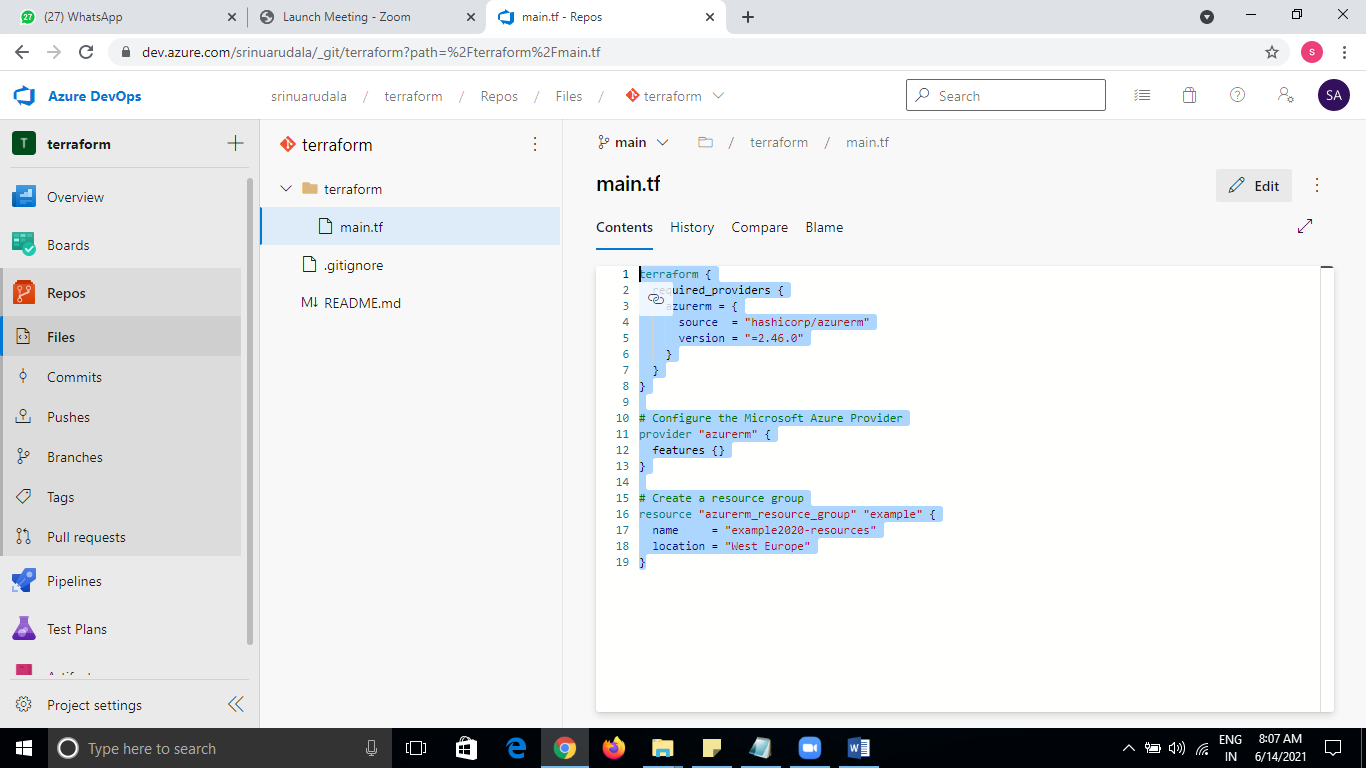 27
(27) WhatsApp
Launch Meeting - Zoom
main.tf - Repos
dev.azure.com/srinuarudala/_git/terraform?path=%2Fterraform%2Fmain.tf
s
Azure DevOps
srinuarudala / terraform / Repos / Files / terraform
Search
SA
T
terraform
Overview
Boards
Repos
Files
Commits
Pushes
Branches
Tags
Pull requests
Pipelines
Test Plans
Project settings
terraform
terraform
main.tf
.gitignore
M↓ README.md
main / terraform / main.tf
main.tf
Edit
Contents History Compare Blame
1 terraform {
2 quired_providers {
3 azurerm = {
4 source = "hashicorp/azurerm"
5 version = "=2.46.0"
6 }
7 }
8 }
9
10 # Configure the Microsoft Azure Provider
11 provider "azurerm" {
12 features {}
13 }
14
15 # Create a resource group
16 resource "azurerm_resource_group" "example" {
17 name = "example2020-resources"
18 location = "West Europe"
19 }
Type here to search
ENG
IN
8:07 AM
6/14/2021